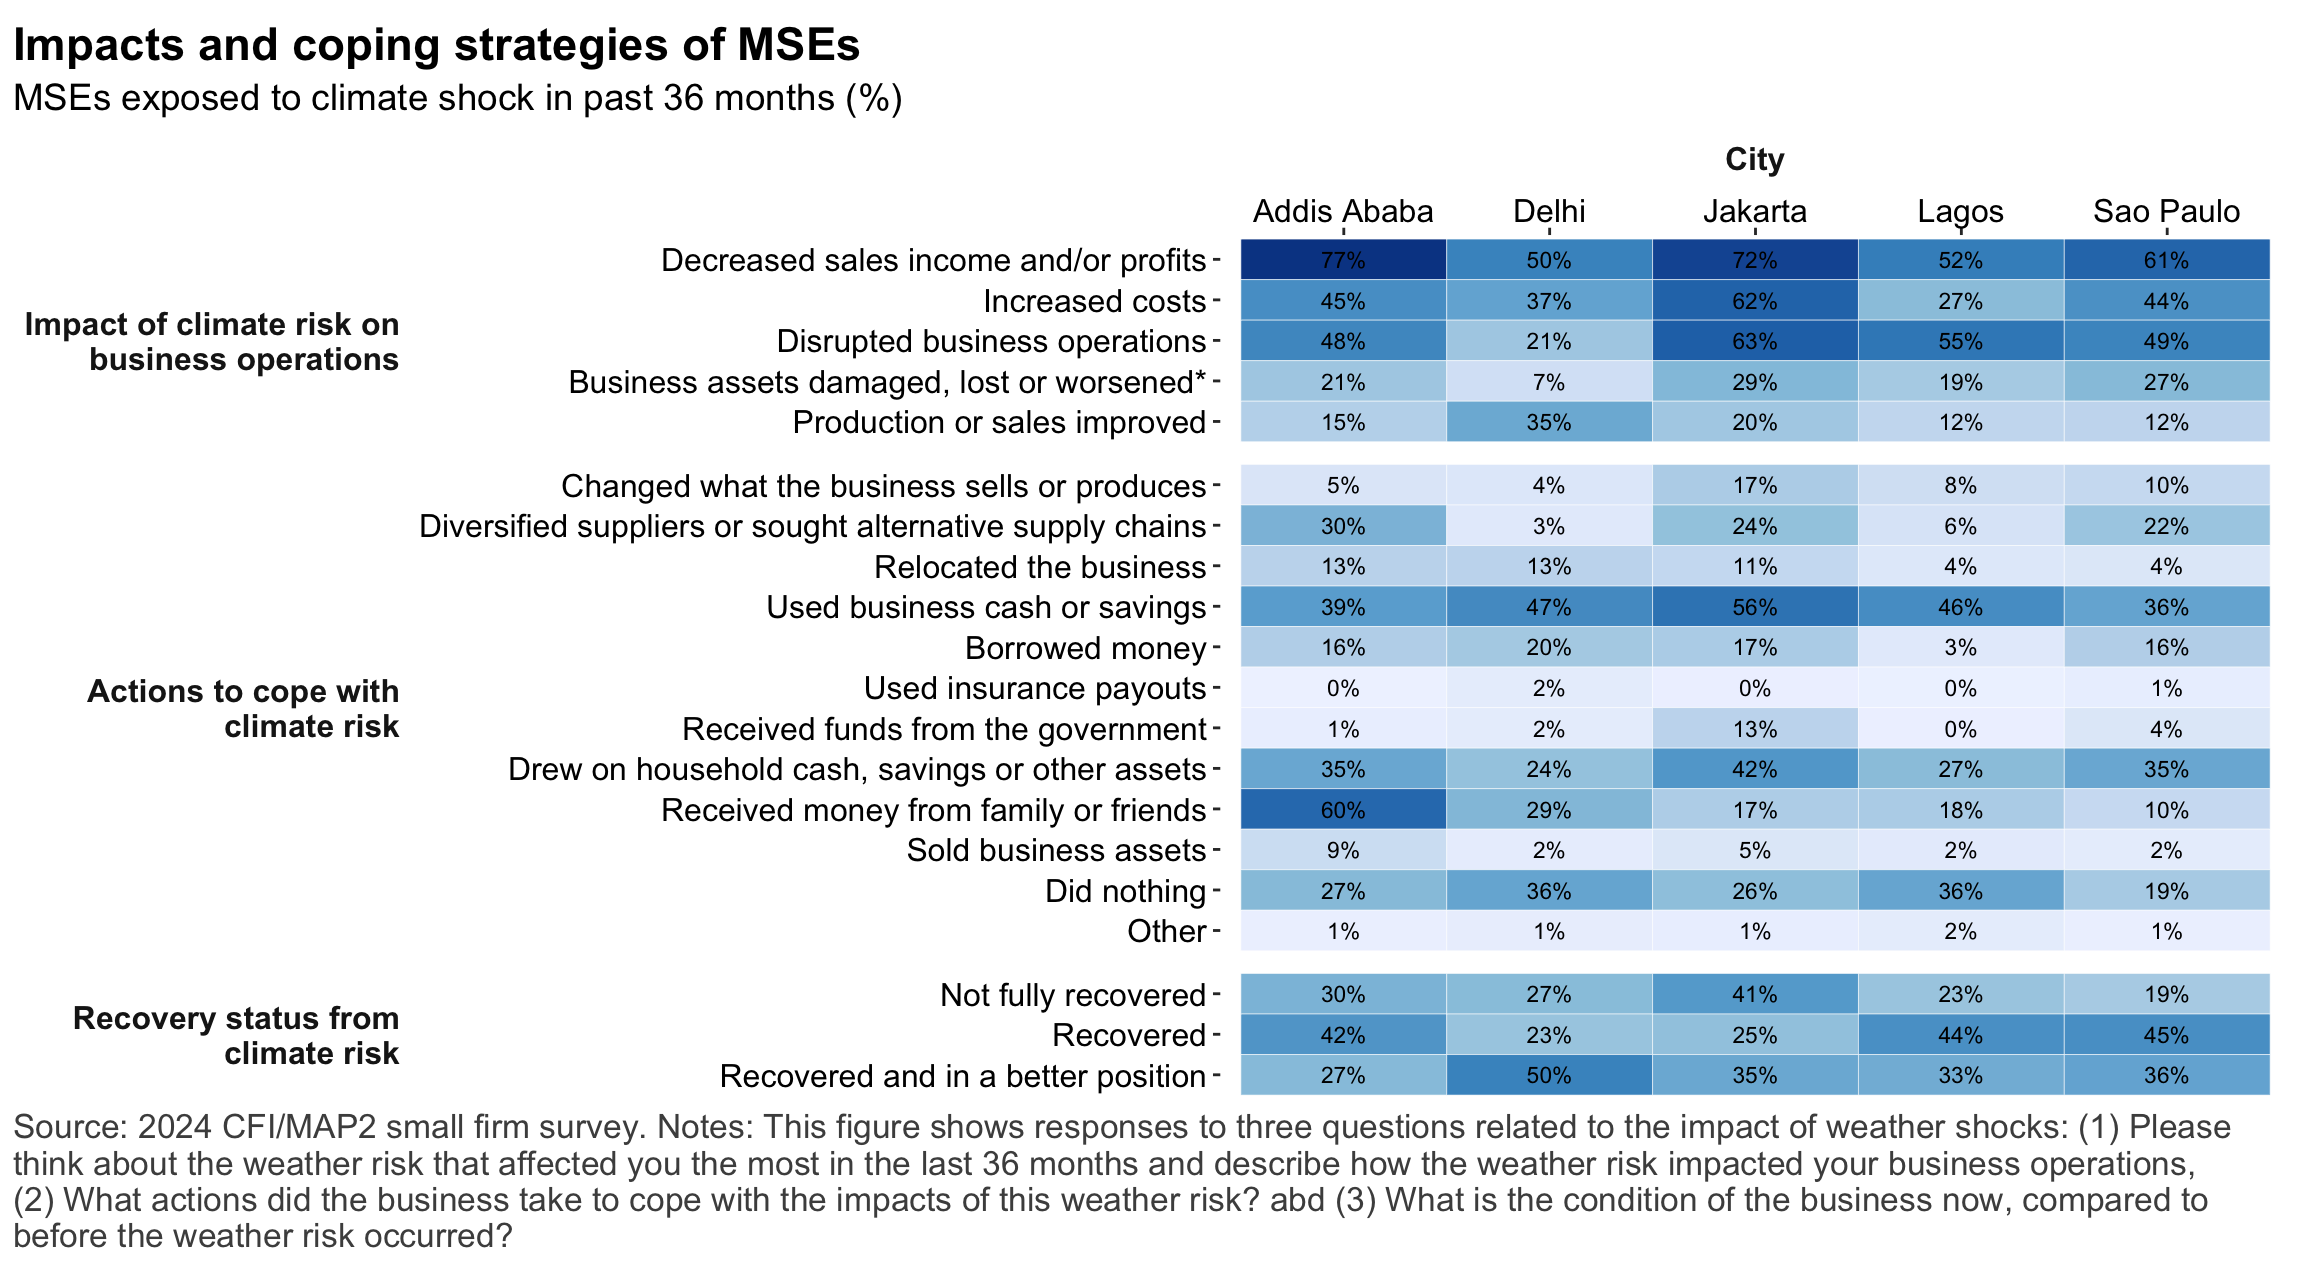 Impacts and coping strategies of MSEs
MSEs exposed to climate shock in past 36 months (%)
City
Addis Ababa Delhi Jakarta Lagos Sao Paulo
Impact of climate risk on
business operations
Decreased sales income and/or profits 77% 50% 72% 52% 61%
Increased costs 45% 37% 62% 27% 44%
Disrupted business operations 48% 21% 63% 55% 49%
Business assets damaged, lost or worsened* 21% 7% 29% 19% 27%
Production or sales improved 15% 35% 20% 12% 12%
Actions to cope with
climate risk
Changed what the business sells or produces 5% 4% 17% 8% 10%
Diversified suppliers or sought alternative supply chains 30% 3% 24% 6% 22%
Relocated the business 13% 13% 11% 4% 4%
Used business cash or savings 39% 47% 56% 46% 36%
Borrowed money 16% 20% 17% 3% 16%
Used insurance payouts 0% 2% 0% 0% 1%
Received funds from the government 1% 2% 13% 0% 4%
Drew on household cash, savings or other assets 35% 24% 42% 27% 35%
Received money from family or friends 60% 29% 17% 18% 10%
Sold business assets 9% 2% 5% 2% 2%
Did nothing 27% 36% 26% 36% 19%
Other 1% 1% 1% 2% 1%
Recovery status from
climate risk
Not fully recovered 30% 27% 41% 23% 19%
Recovered 42% 23% 25% 44% 45%
Recovered and in a better position 27% 50% 35% 33% 36%
Source: 2024 CFI/MAP2 small firm survey. Notes: This figure shows responses to three questions related to the impact of weather shocks: (1) Please
think about the weather risk that affected you the most in the last 36 months and describe how the weather risk impacted your business operations,
(2) What actions did the business take to cope with the impacts of this weather risk? abd (3) What is the condition of the business now, compared to
before the weather risk occurred?